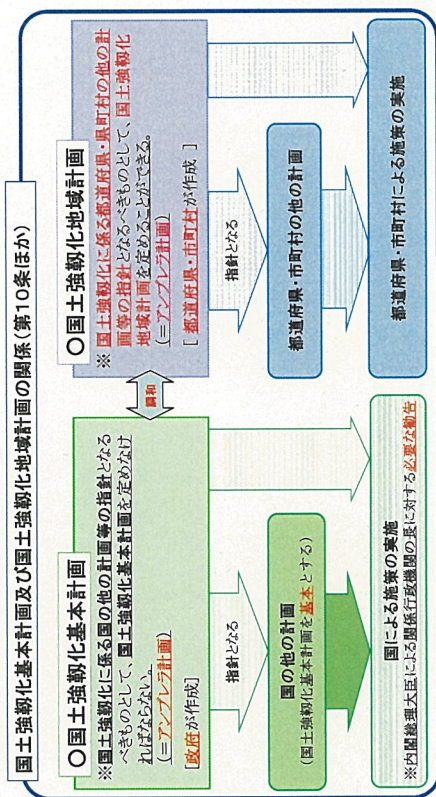 国土強靱化基本計画及び国土強靱化地域計画の関係(第10条ほか)
○国土強靱化基本計画
※国土強靱化に係る国の他の計画等の指針となる
べきものとして、国土強靱化基本計画を定めなけ
ればならない。
(=アンブレラ計画)
[政府が作成]
調和
○国土強靱化地域計画
※ 国土強靱化に係る都道府県・県町村の他の計
画等の指針となるべきものとして、国土強靱化
地域計画を定めることができる。
(=アンブレラ計画)
[ 都道府県・市町村が作成 ]
指針となる
国の他の計画
(国土強靱化基本計画を基本とする)
国による施策の実施
※内閣総理大臣による関係行政機関の長に対する必要な勧告
指針となる
都道府県・市町村の他の計画
都道府県・市町村による施策の実施